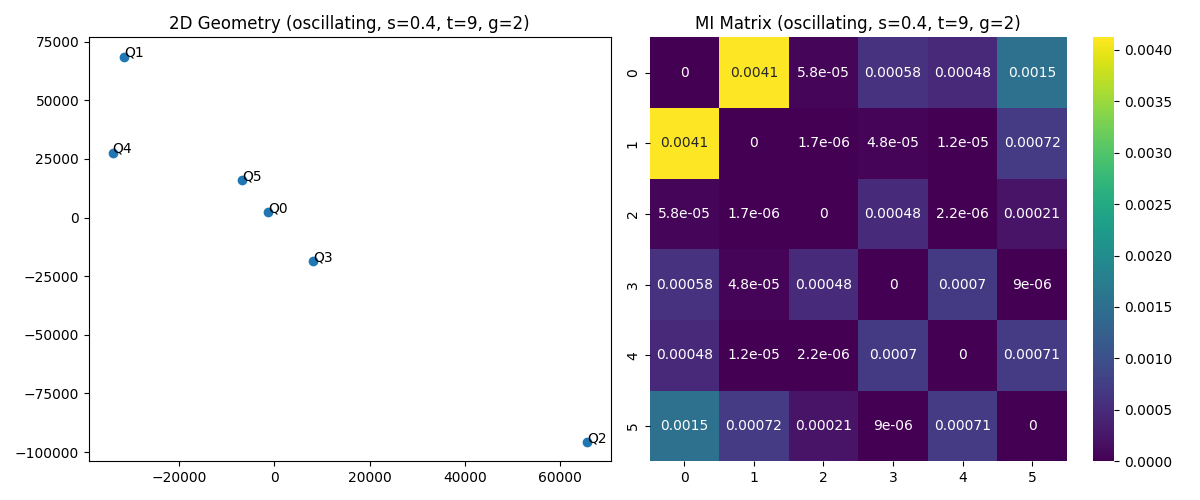 2D Geometry (oscillating, s=0.4, t=9, g=2)
75000
50000
25000
0
−25000
−50000
−75000
−100000
−20000 0 20000 40000 60000
Q1
Q4
Q5
Q0
Q3
Q2
MI Matrix (oscillating, s=0.4, t=9, g=2)
0 0 0.0041 5.8e-05 0.00058 0.00048 0.0015
1 0.0041 0 1.7e-06 4.8e-05 1.2e-05 0.00072
2 5.8e-05 1.7e-06 0 0.00048 2.2e-06 0.00021
3 0.00058 4.8e-05 0.00048 0 0.0007 9e-06
4 0.00048 1.2e-05 2.2e-06 0.0007 0 0.00071
5 0.0015 0.00072 0.00021 9e-06 0.00071 0
0 1 2 3 4 5
0.0040
0.0035
0.0030
0.0025
0.0020
0.0015
0.0010
0.0005
0.0000